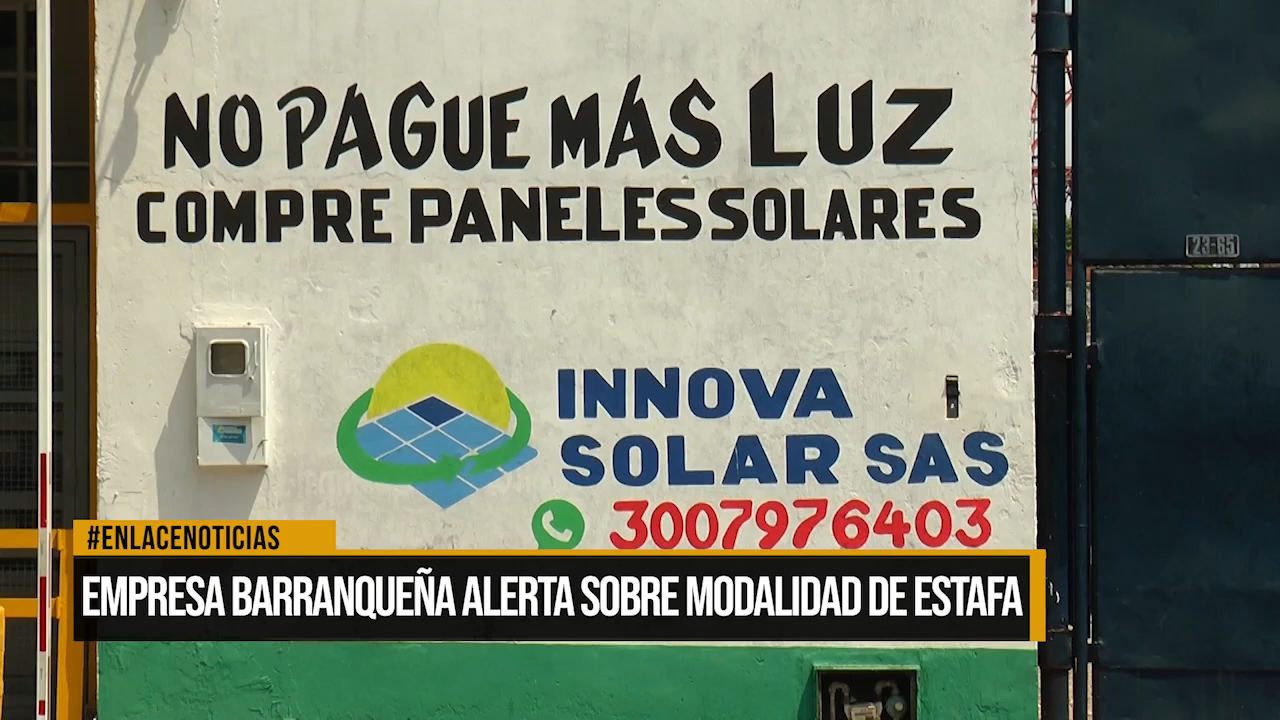 NO PAGUE MÁS LUZ
COMPRE PANELES SOLARES
23-65
INNOVA
SOLAR SAS
3007976403
#ENLACENOTICIAS
EMPRESA BARRANQUEÑA ALERTA SOBRE MODALIDAD DE ESTAFA